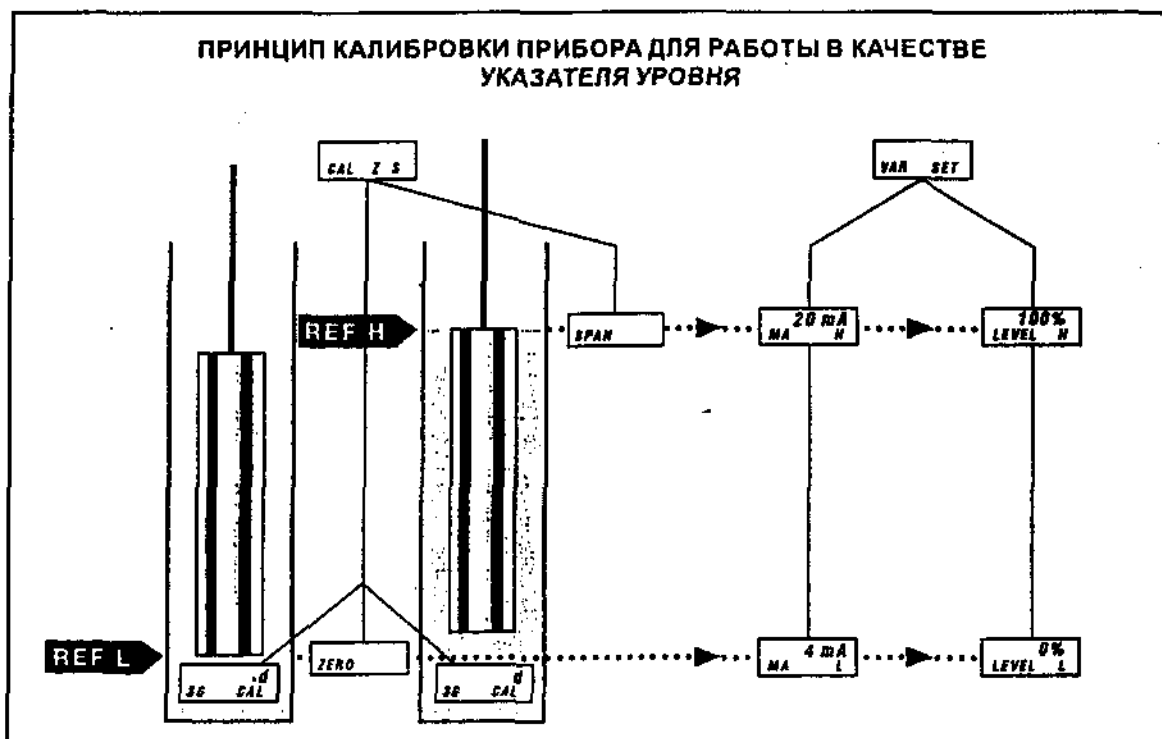 ПРИНЦИП КАЛИБРОВКИ ПРИБОРА ДЛЯ РАБОТЫ В КАЧЕСТВЕ
УКАЗАТЕЛЯ УРОВНЯ
CAL Z S
VAR SET
REF H
SPAN
20 mA
MA H
100%
LEVEL H
REF L
d
SG CAL
ZERO
d
SG CAL
4 mA
MA L
0%
LEVEL L